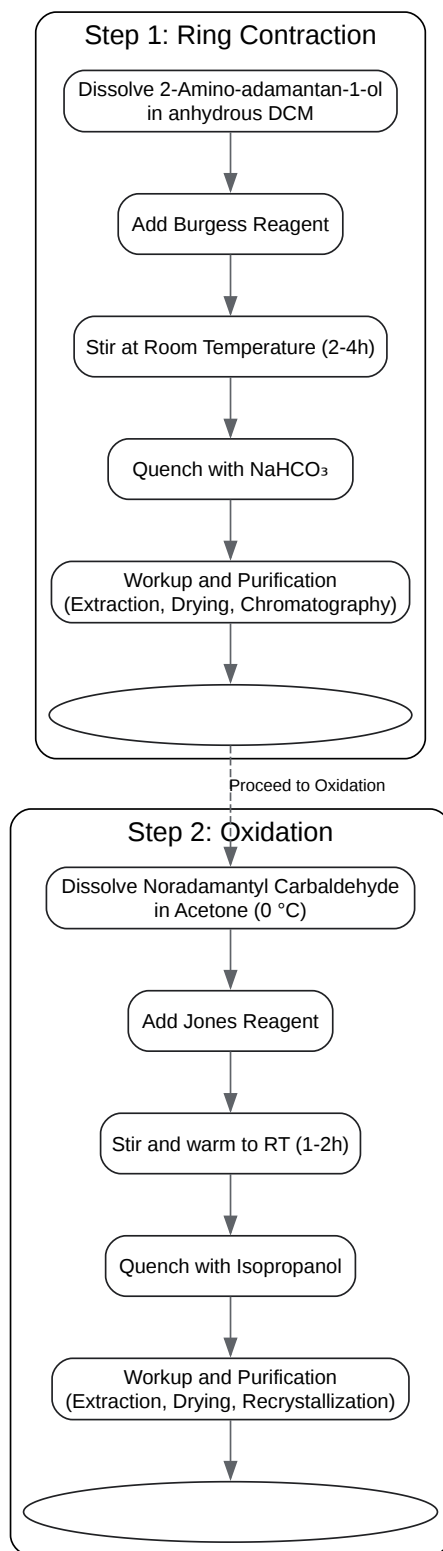 Step 1: Ring Contraction
Dissolve 2-Amino-adamantan-1-ol
in anhydrous DCM
Add Burgess Reagent
Stir at Room Temperature (2-4h)
Quench with NaHCO₃
Workup and Purification
(Extraction, Drying, Chromatography)
Proceed to Oxidation
Step 2: Oxidation
Dissolve Noradamantyl Carbaldehyde
in Acetone (0 °C)
Add Jones Reagent
Stir and warm to RT (1-2h)
Quench with Isopropanol
Workup and Purification
(Extraction, Drying, Recrystallization)